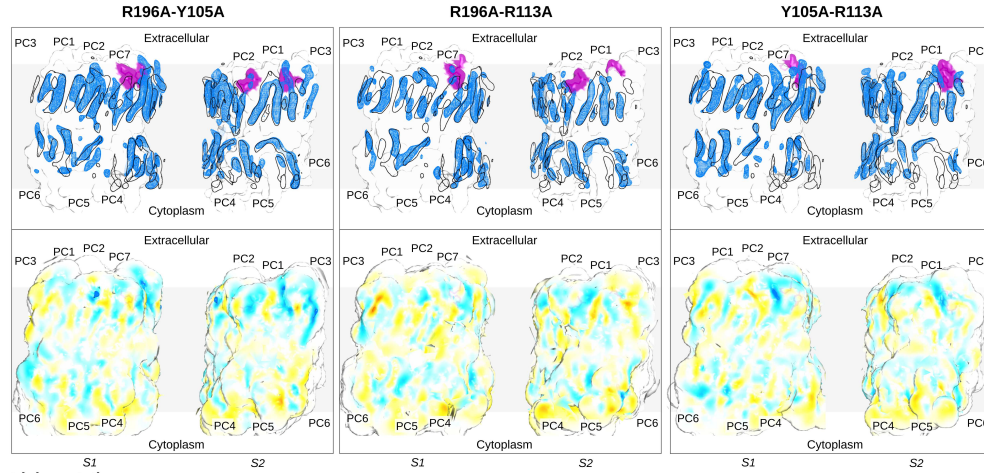 R196A-Y105A R196A-R113A Y105A-R113A
Extracellular Extracellular Extracellular
PC3 PC1 PC2 PC7 PC2 PC1 PC3 PC3 PC1 PC2 PC7 PC2 PC1 PC3 PC3 PC1 PC2 PC7 PC2 PC1 PC3
PC6 PC6 PC6
PC6 PC5 PC4 PC4 PC5 PC6 PC5 PC4 PC4 PC5 PC6 PC5 PC4 PC4 PC5
Cytoplasm Cytoplasm Cytoplasm
Extracellular Extracellular Extracellular
PC3 PC1 PC2 PC7 PC2 PC1 PC3 PC3 PC1 PC2 PC7 PC2 PC1 PC3 PC3 PC1 PC2 PC7 PC2 PC1 PC3
PC6 PC5 PC4 PC4 PC5 PC6 PC6 PC5 PC4 PC4 PC5 PC6 PC6 PC5 PC4 PC4 PC5 PC6
Cytoplasm Cytoplasm Cytoplasm
S1 S2 S1 S2 S1 S2